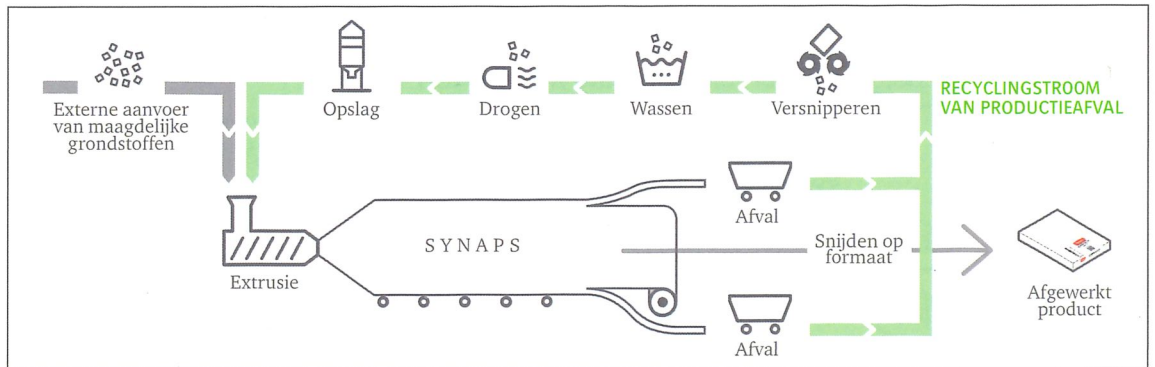 Externe aanvoer
van maagdelijke
grondstoffen
Opslag
Drogen
Wassen
Versnipperen
RECYCLINGSTROOM
VAN PRODUCTIEAFVAL
Extrusie
SYNAPS
Afval
Snijden op
formaat
Afval
Afgewerkt
product